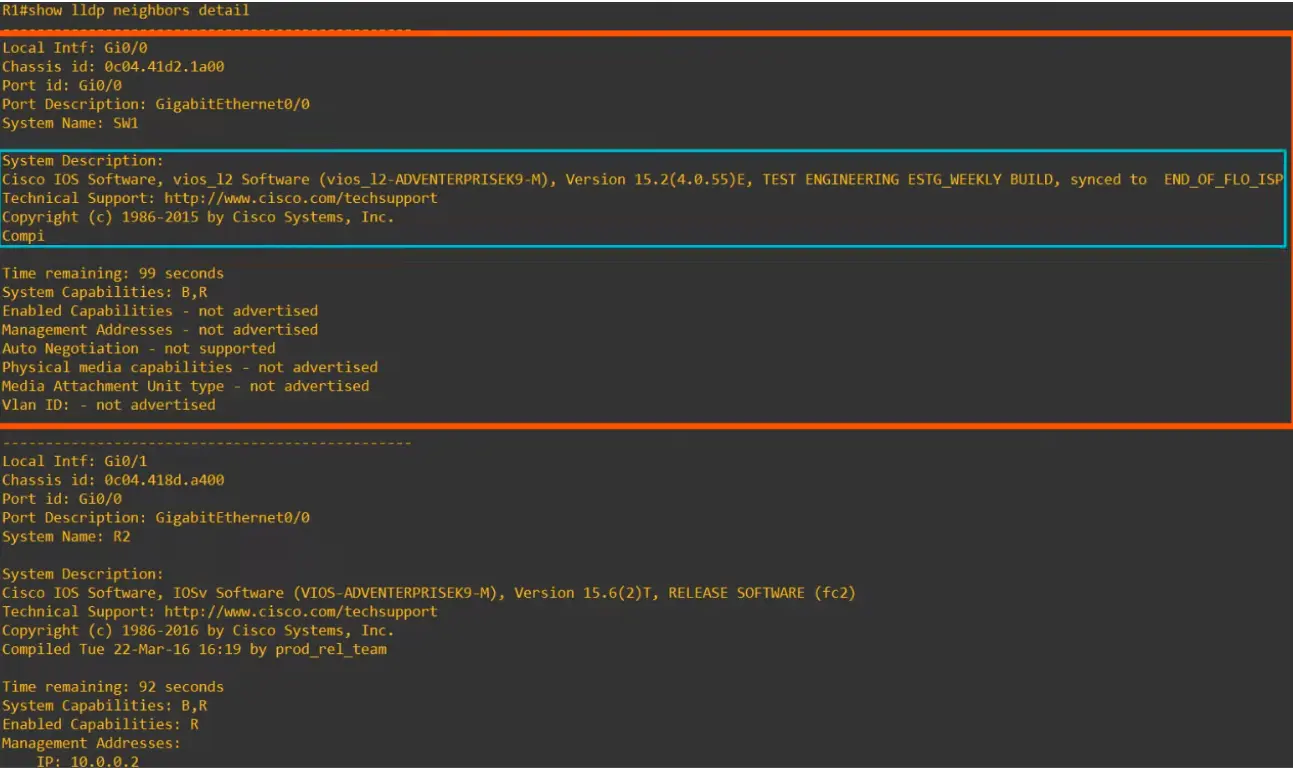 R1#show lldp neighbors detail
------------------------------------------------
Local Intf: Gi0/0
Chassis id: 0c04.41d2.1a00
Port id: Gi0/0
Port Description: GigabitEthernet0/0
System Name: SW1
System Description:
Cisco IOS Software, vios_l2 Software (vios_l2-ADVENTERPRISEK9-M), Version 15.2(4.0.55)E, TEST ENGINEERING ESTG_WEEKLY BUILD, synced to  END_OF_FLO_ISP
Technical Support: http://www.cisco.com/techsupport
Copyright (c) 1986-2015 by Cisco Systems, Inc.
Compi
Time remaining: 99 seconds
System Capabilities: B,R
Enabled Capabilities - not advertised
Management Addresses - not advertised
Auto Negotiation - not supported
Physical media capabilities - not advertised
Media Attachment Unit type - not advertised
Vlan ID: - not advertised
------------------------------------------------
Local Intf: Gi0/1
Chassis id: 0c04.418d.a400
Port id: Gi0/0
Port Description: GigabitEthernet0/0
System Name: R2
System Description:
Cisco IOS Software, IOSv Software (VIOS-ADVENTERPRISEK9-M), Version 15.6(2)T, RELEASE SOFTWARE (fc2)
Technical Support: http://www.cisco.com/techsupport
Copyright (c) 1986-2016 by Cisco Systems, Inc.
Compiled Tue 22-Mar-16 16:19 by prod_rel_team
Time remaining: 92 seconds
System Capabilities: B,R
Enabled Capabilities: R
Management Addresses:
    IP: 10.0.0.2